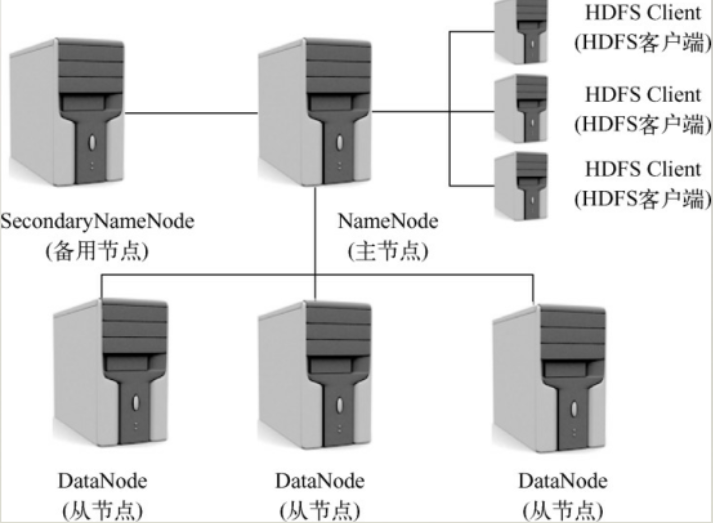 HDFS Client
(HDFS客户端)
HDFS Client
(HDFS客户端)
HDFS Client
(HDFS客户端)
SecondaryNameNode
(备用节点)
NameNode
(主节点)
DataNode
(从节点)
DataNode
(从节点)
DataNode
(从节点)